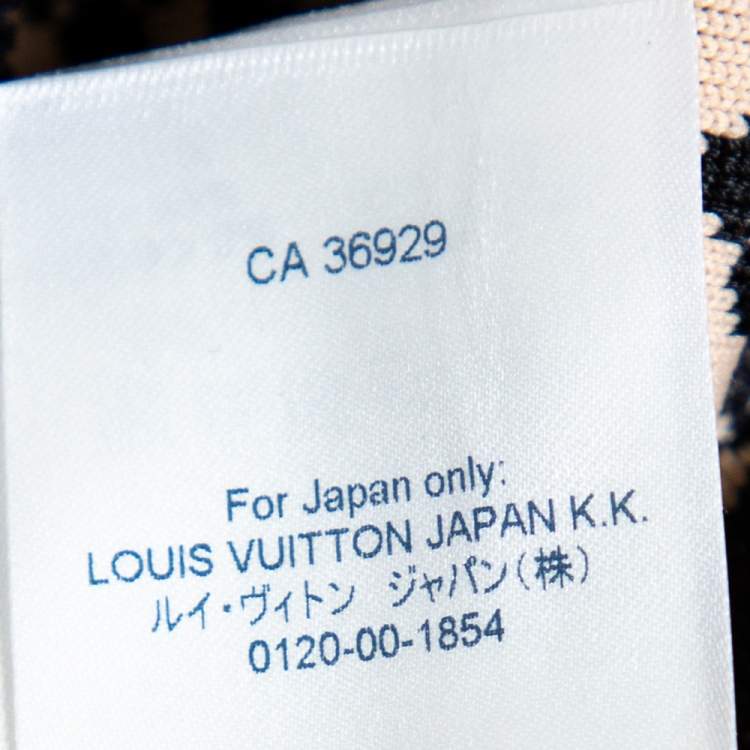 CA 36929
For Japan only:
LOUIS VUITTON JAPAN K.K.
ルイ・ヴィトン ジャパン(株)
0120-00-1854